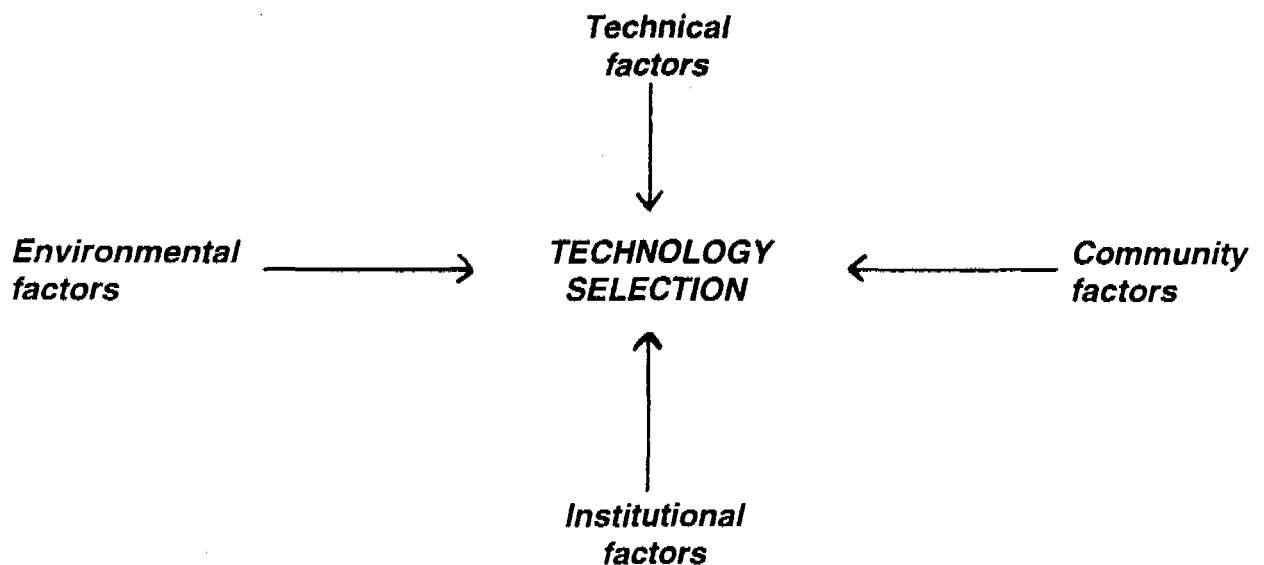 Technical
factors
Environmental
factors
TECHNOLOGY
SELECTION
Community
factors
Institutional
factors